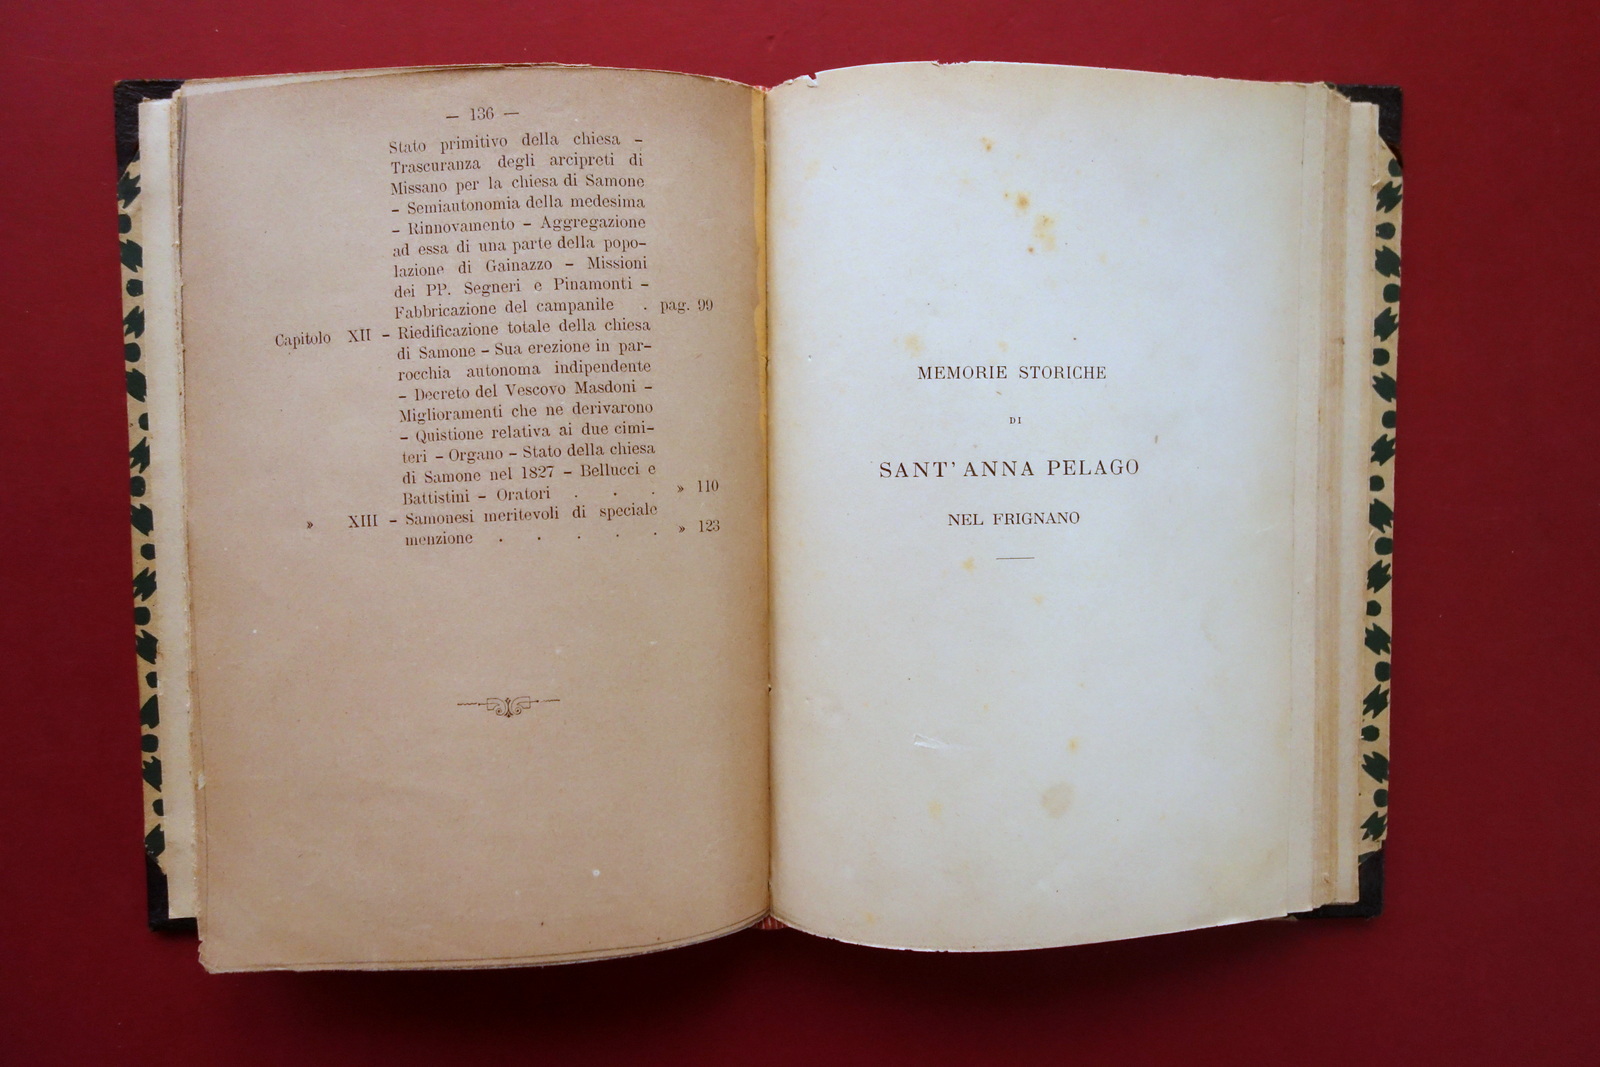 — 136 —
Stato primitivo della chiesa –
Trascuranza degli arcipreti di
Missano per la chiesa di Samone
– Semiautonomia della medesima
– Rinnovamento – Aggregazione
ad essa di una parte della popo-
lazione di Gainazzo – Missioni
dei PP. Segneri e Pinamonti –
Fabbricazione del campanile . pag. 99
Capitolo XII – Riedificazione totale della chiesa
di Samone – Sua erezione in par-
rocchia autonoma indipendente
– Decreto del Vescovo Masdoni –
Miglioramenti che ne derivarono
– Quistione relativa ai due cimi-
teri – Organo – Stato della chiesa
di Samone nel 1827 – Bellucci e
Battistini – Oratori . . . » 110
» XIII – Samonesi meritevoli di speciale
menzione . . . . . » 123
MEMORIE STORICHE
DI
SANT' ANNA PELAGO
NEL FRIGNANO